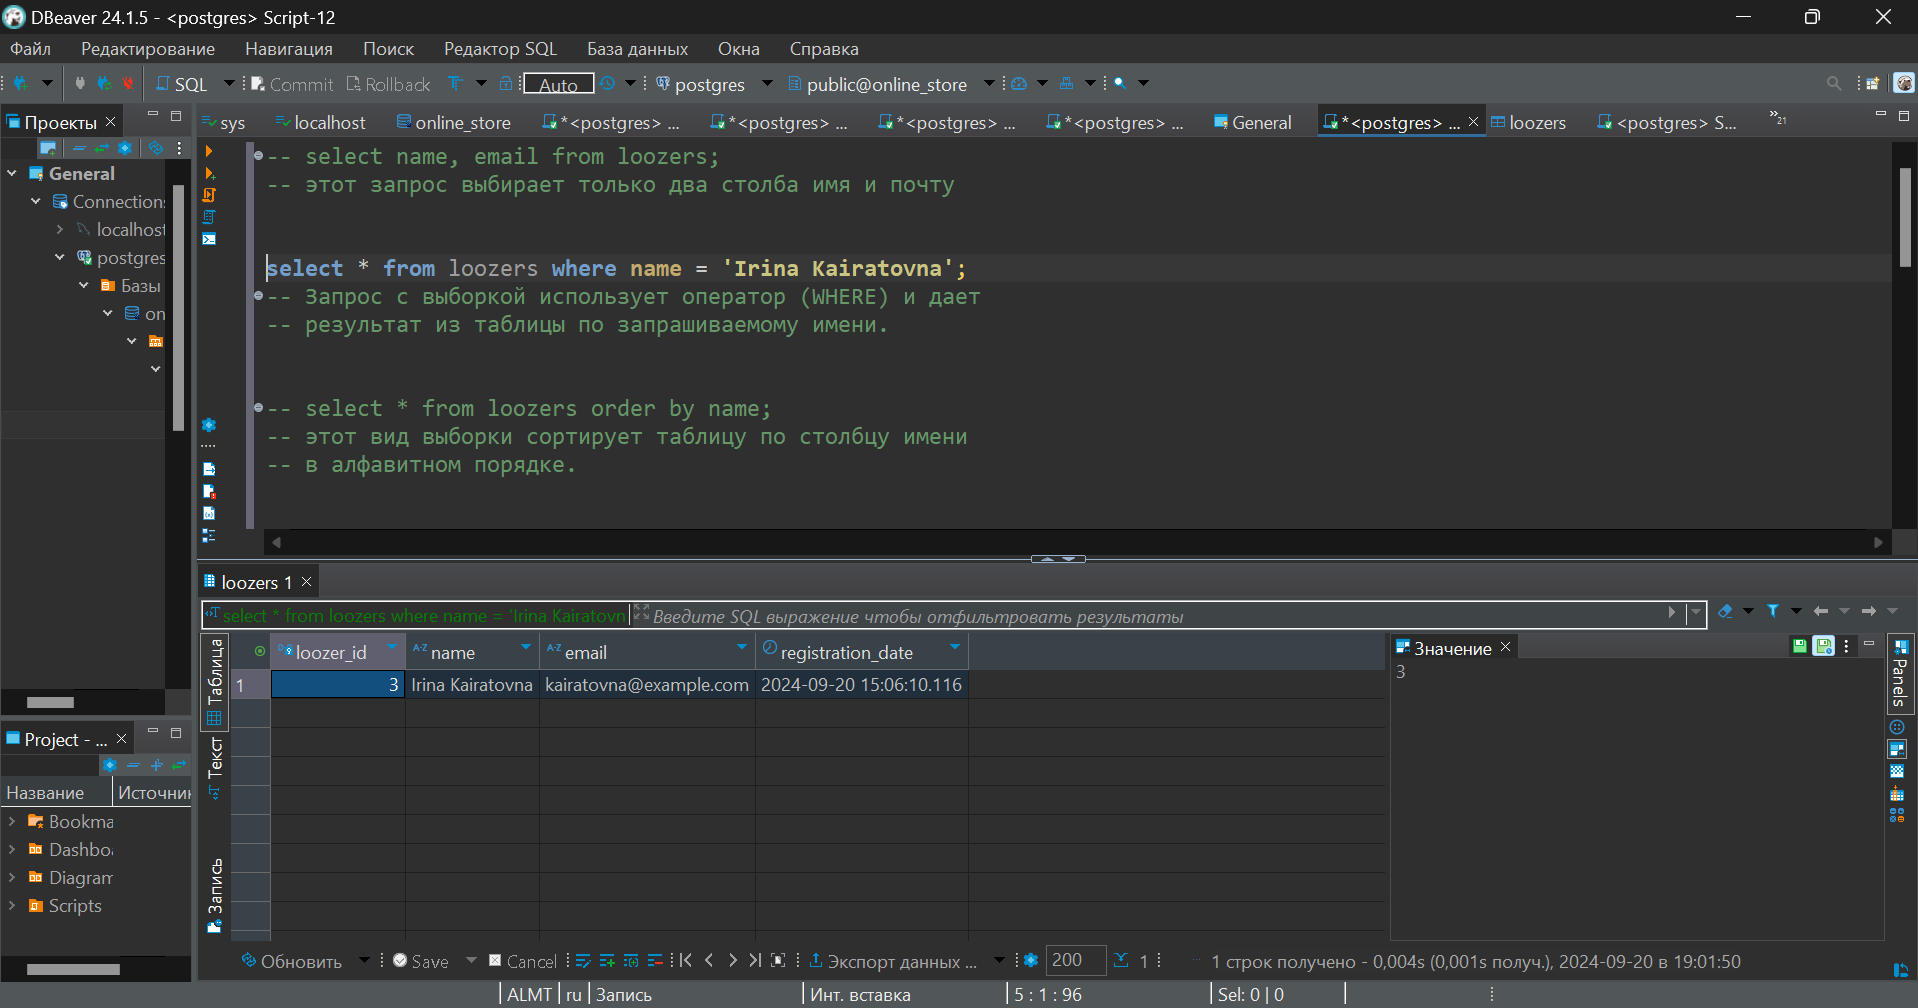 DBeaver 24.1.5 - <postgres> Script-12
Файл Редактирование Навигация Поиск Редактор SQL База данных Окна Справка
SQL Commit Rollback Auto postgres public@online_store
Проекты
sys localhost online_store *<postgres> ... *<postgres> ... *<postgres> ... *<postgres> ... General *<postgres> ... loozers <postgres> S... »21
General
Connection
localhost
postgres
Базы
on
-- select name, email from loozers;
-- этот запрос выбирает только два столба имя и почту
select * from loozers where name = 'Irina Kairatovna';
-- Запрос с выборкой использует оператор (WHERE) и дает
-- результат из таблицы по запрашиваемому имени.
-- select * from loozers order by name;
-- этот вид выборки сортирует таблицу по столбцу имени
-- в алфавитном порядке.
Project - ...
Название Источник
Bookma
Dashbo
Diagram
Scripts
loozers 1
select * from loozers where name = 'Irina Kairatovn Введите SQL выражение чтобы отфильтровать результаты
Таблица
Текст
Запись
loozer_id name email registration_date
1 3 Irina Kairatovna kairatovna@example.com 2024-09-20 15:06:10.116
Значение
3
Panels
Обновить Save Cancel Экспорт данных ... 200 1 1 строк получено - 0,004s (0,001s получ.), 2024-09-20 в 19:01:50
ALMT ru Запись Инт. вставка 5 : 1 : 96 Sel: 0 | 0